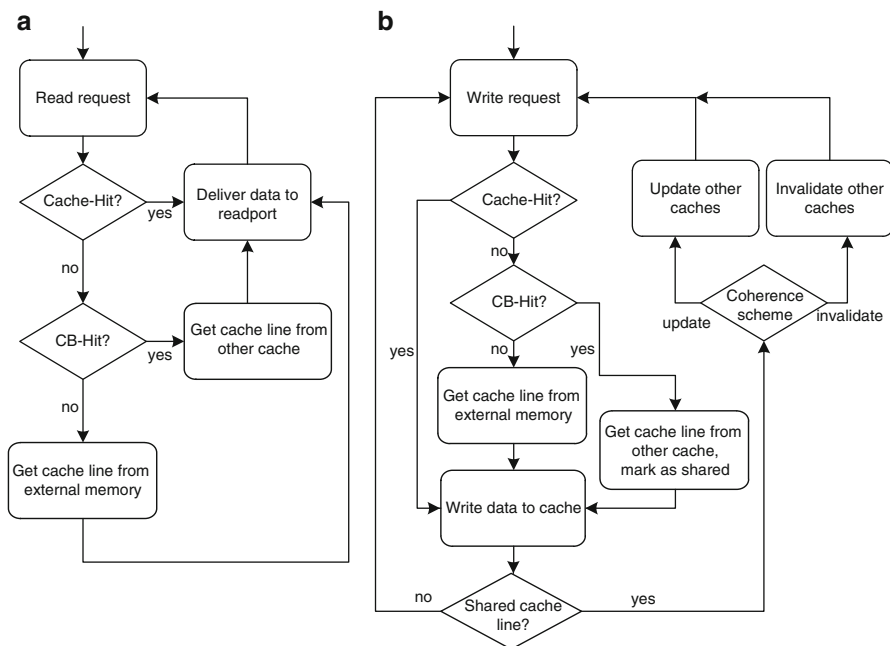 a
Read request
Cache-Hit?
yes
Deliver data to
readport
no
CB-Hit?
yes
Get cache line from
other cache
no
Get cache line from
external memory
b
Write request
Cache-Hit?
yes
no
CB-Hit?
yes
no
Get cache line from
external memory
Get cache line from
other cache,
mark as shared
Write data to cache
Shared cache
line?
no
yes
Coherence
scheme
update
invalidate
Update other
caches
Invalidate other
caches